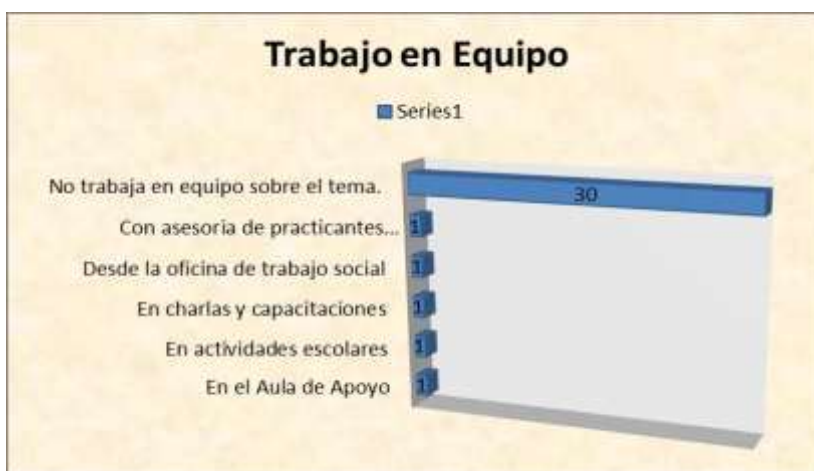 Trabajo en Equipo
Series1
No trabaja en equipo sobre el tema.
30
Con asesoria de practicantes...
1
Desde la oficina de trabajo social
1
En charlas y capacitaciones
1
En actividades escolares
1
En el Aula de Apoyo
1